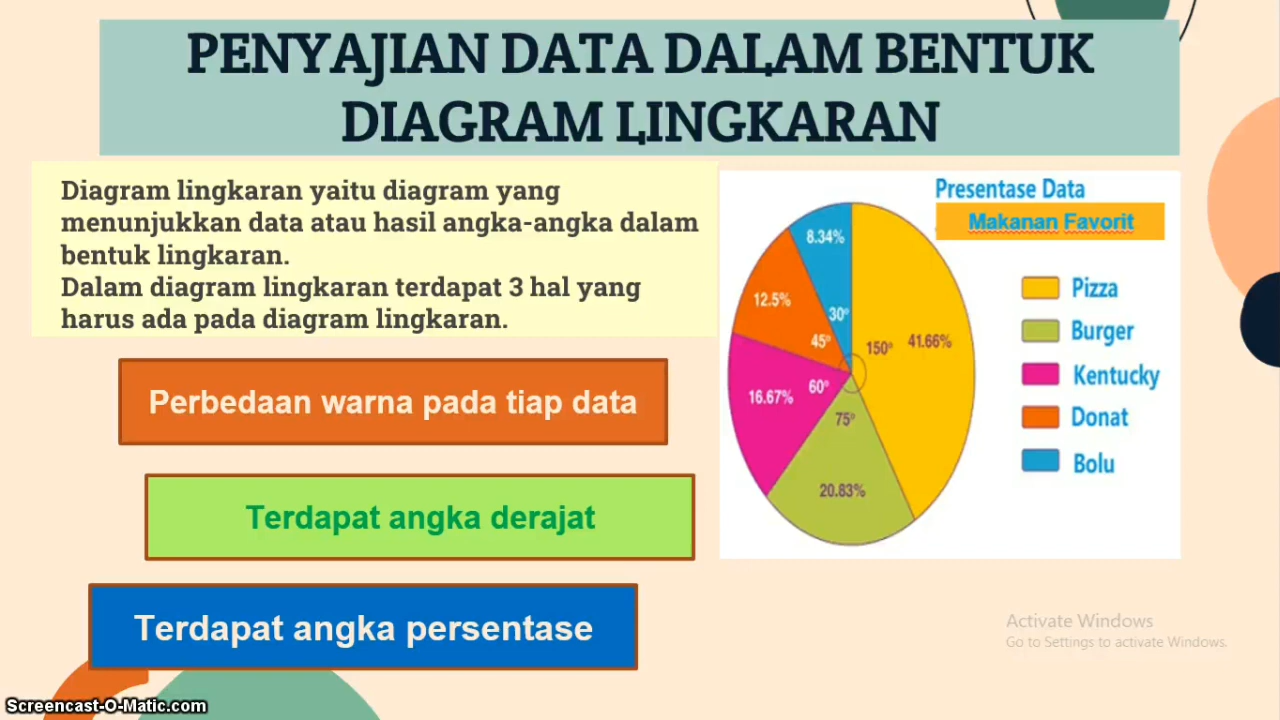 PENYAJIAN DATA DALAM BENTUK
DIAGRAM LINGKARAN
Diagram lingkaran yaitu diagram yang
menunjukkan data atau hasil angka-angka dalam
bentuk lingkaran.
Dalam diagram lingkaran terdapat 3 hal yang
harus ada pada diagram lingkaran.
Perbedaan warna pada tiap data
Terdapat angka derajat
Terdapat angka persentase
Presentase Data
Makanan Favorit
8.34%
12.5%
30°
45°
150°
41.66%
16.67%
60°
75°
20.83%
Pizza
Burger
Kentucky
Donat
Bolu
Activate Windows
Go to Settings to activate Windows.
Screencast-O-Matic.com